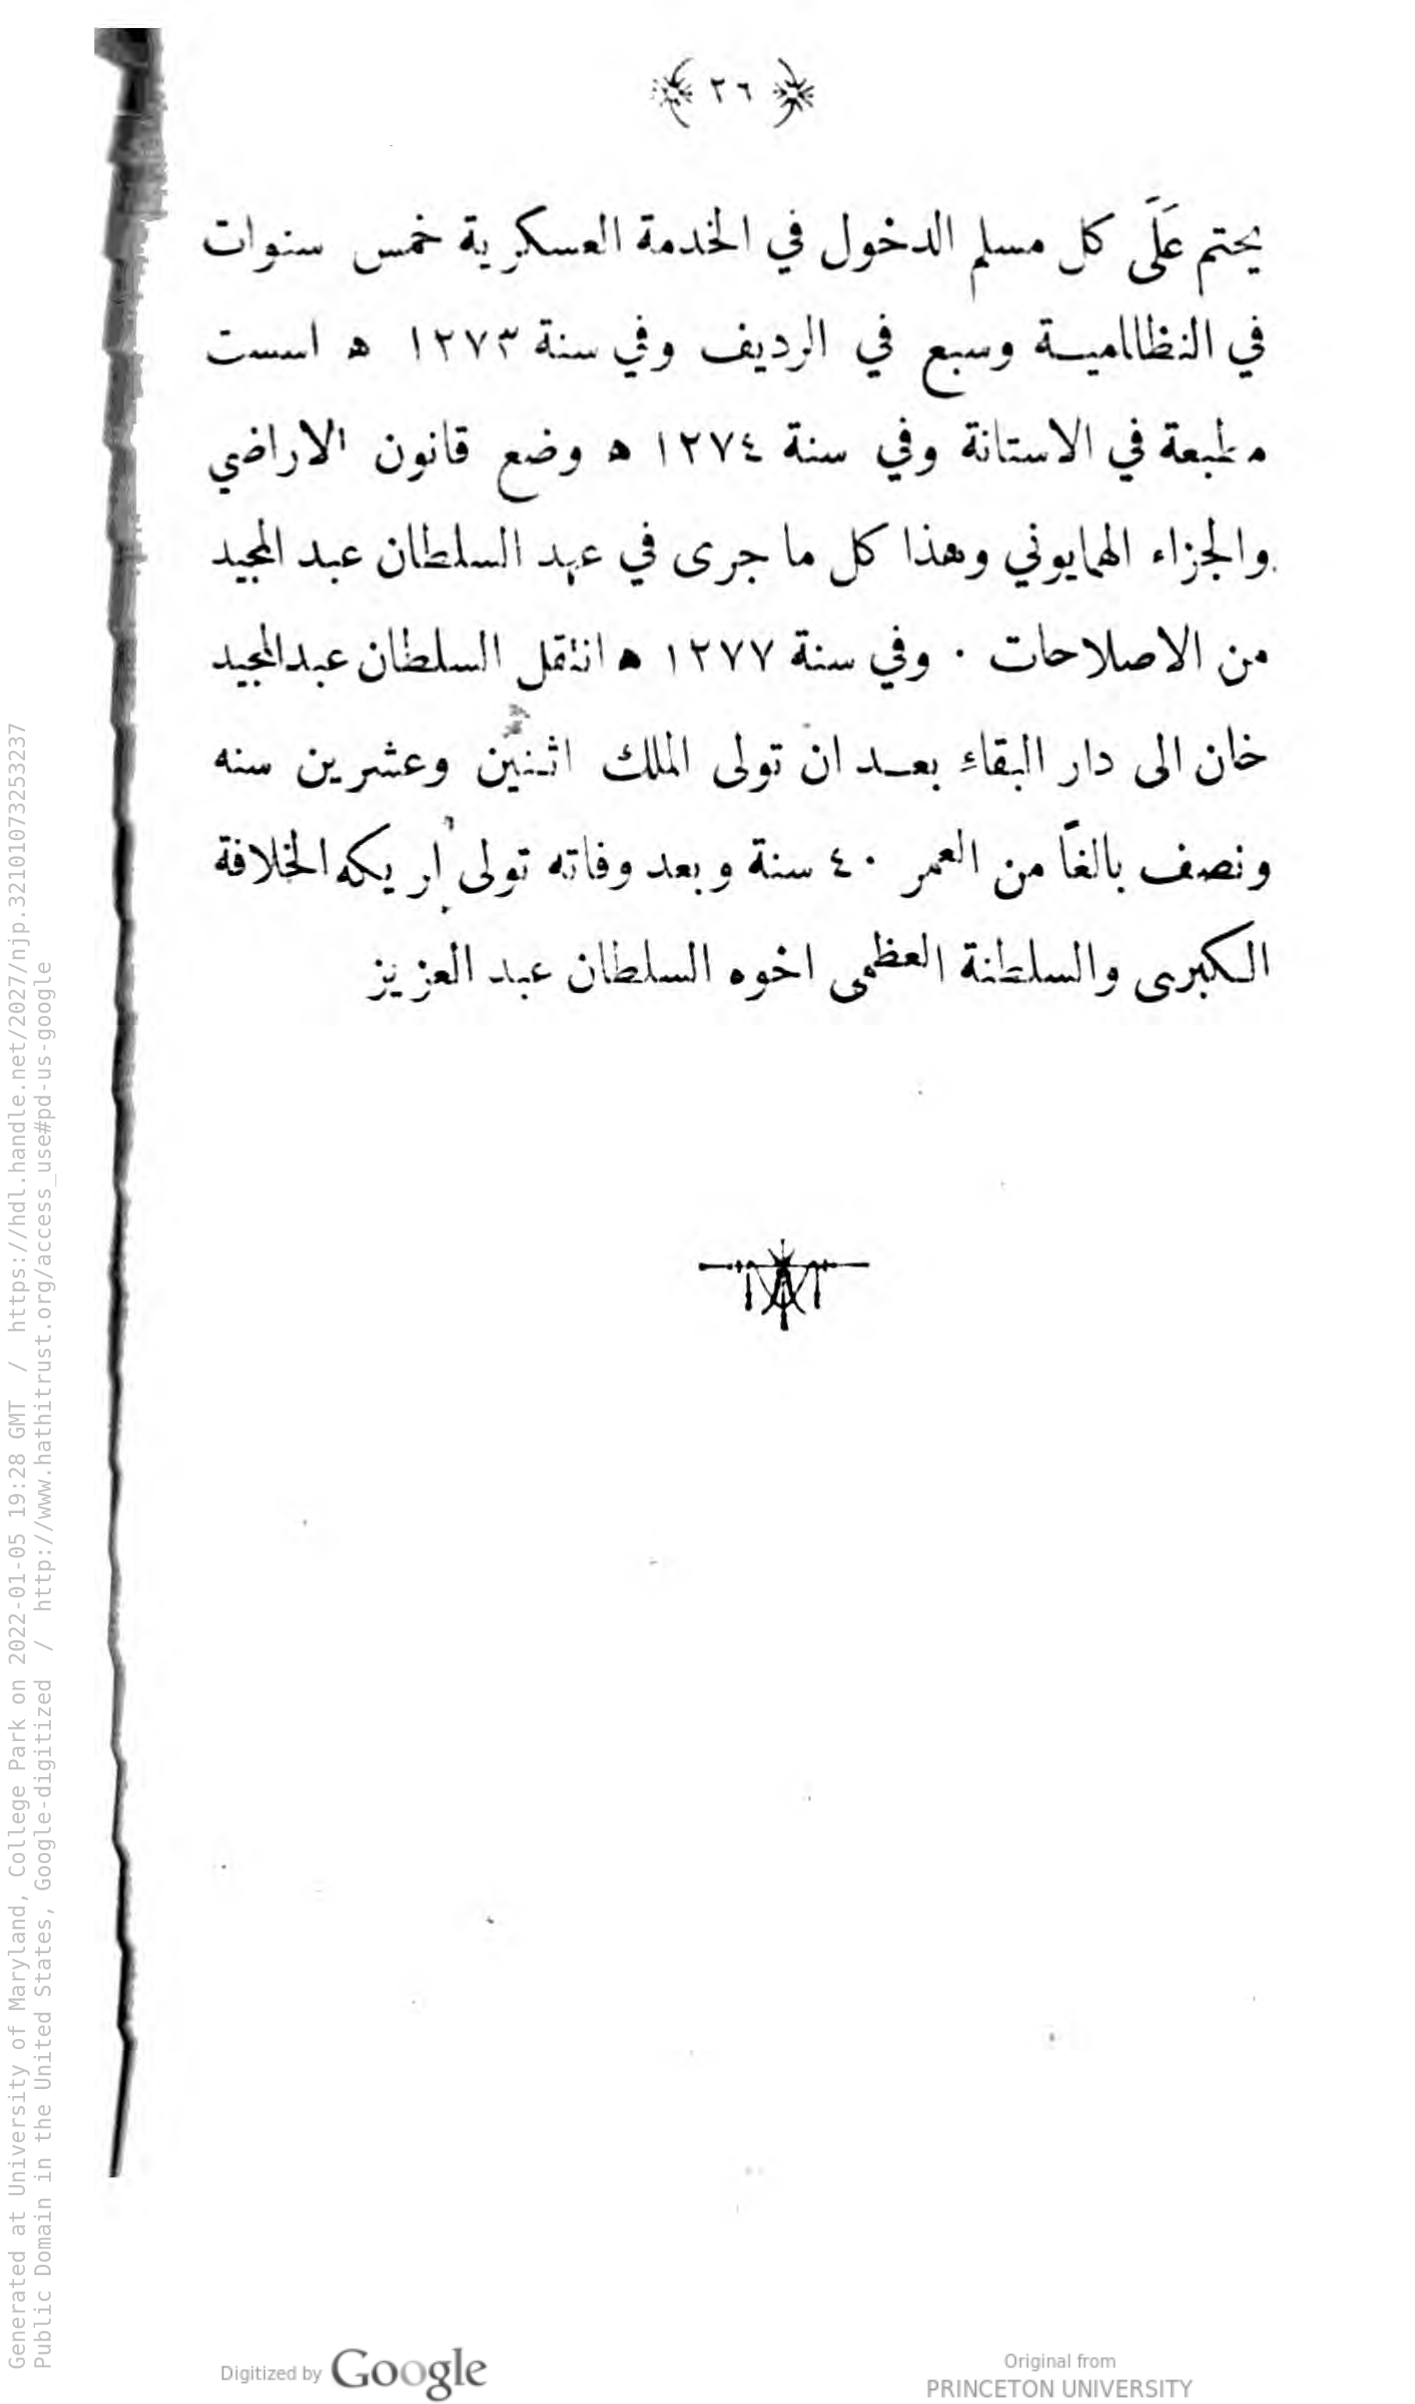 ﴿ ٢٦ ﴾
يحتم عَلَى كل مسلم الدخول في الخدمة العسكرية خمس سنوات
في النظااميـة وسبع في الرديف وفي سنة ١٢٧٣ ه اسست
مطبعة في الاستانة وفي سنة ١٢٧٤ ه وضع قانون الاراضي
والجزاء الهمايوني وهذا كل ما جرى في عهد السلطان عبد المجيد
من الاصلاحات . وفي سنة ١٢٧٧ ه انتقل السلطان عبدالمجيد
خان الى دار البقاءِ بعـد ان تولى الملك اثنين وعشرين سنه
ونصف بالغاً من العمر ٤٠ سنة وبعد وفاته تولى اريكه الخلافة
الكبرى والسلطنة العظمى اخوه السلطان عبد العزيز
Generated at University of Maryland, College Park on 2022-01-05 19:28 GMT / https://hdl.handle.net/2027/njp.32101073253237
Public Domain in the United States, Google-digitized / http://www.hathitrust.org/access_use#pd-us-google
Digitized by Google
Original from
PRINCETON UNIVERSITY